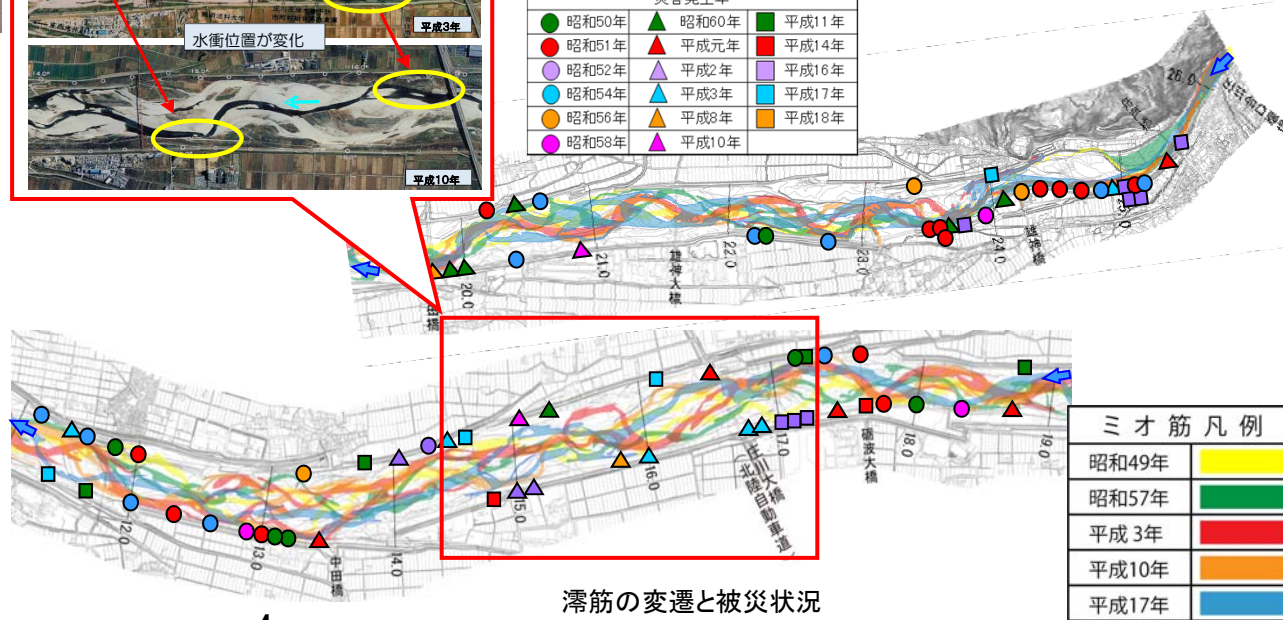 平成3年
水衝位置が変化
平成10年
昭和50年 昭和60年 平成11年
昭和51年 平成元年 平成14年
昭和52年 平成2年 平成16年
昭和54年 平成3年 平成17年
昭和56年 平成8年 平成18年
昭和58年 平成10年
26.0
24.0
雄神橋
23.0
22.0
雄神大橋
21.0
20.0
19.0
18.0
砺波大橋
17.0
庄川大橋
(北陸自動車道)
16.0
15.0
14.0
中田橋
13.0
12.0
ミオ筋凡例
昭和49年
昭和57年
平成 3年
平成10年
平成17年
澪筋の変遷と被災状況